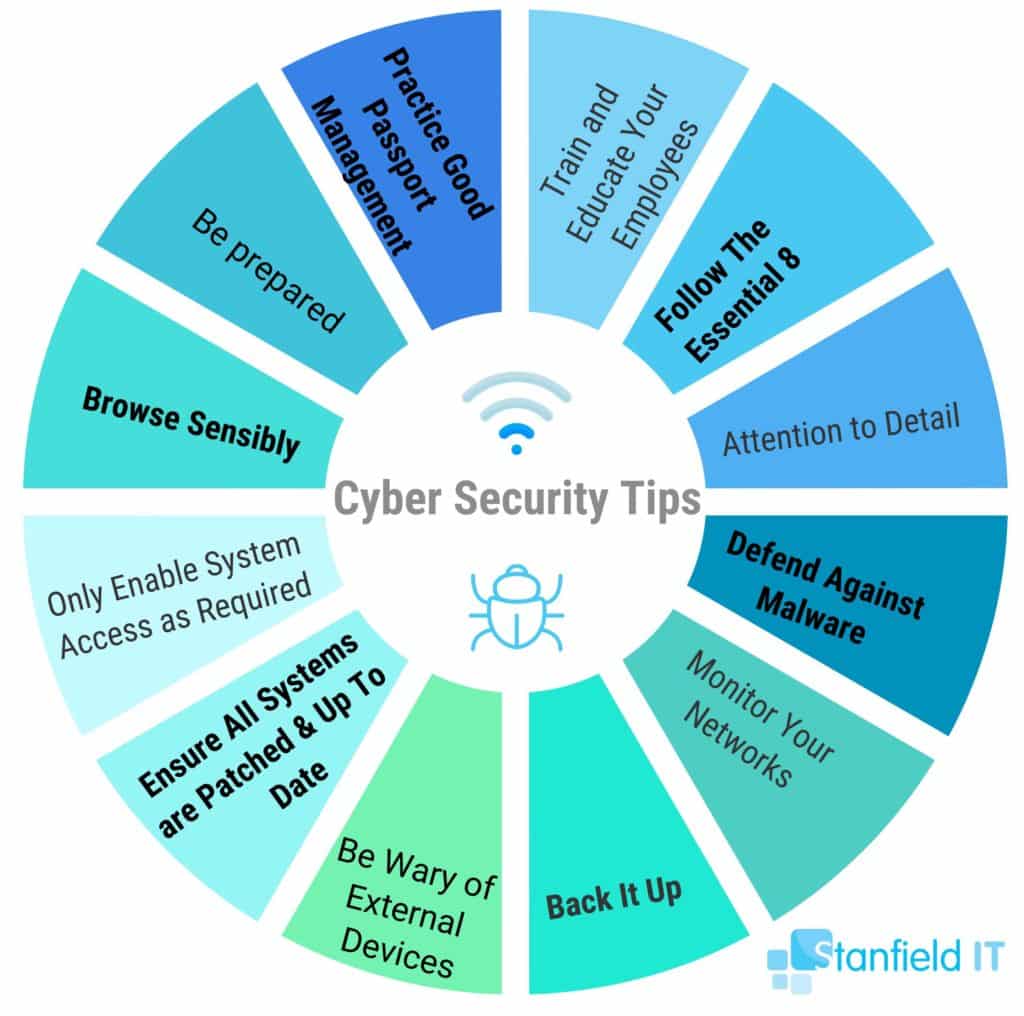 Train and
Educate Your
Employees
Follow The
Essential 8
Attention to Detail
Defend Against
Malware
Monitor Your
Networks
Back It Up
Be Wary of
External
Devices
Ensure All Systems
are Patched & Up To
Date
Only Enable System
Access as Required
Browse Sensibly
Be prepared
Practice Good
Passport
Management
Cyber Security Tips
Stanfield IT